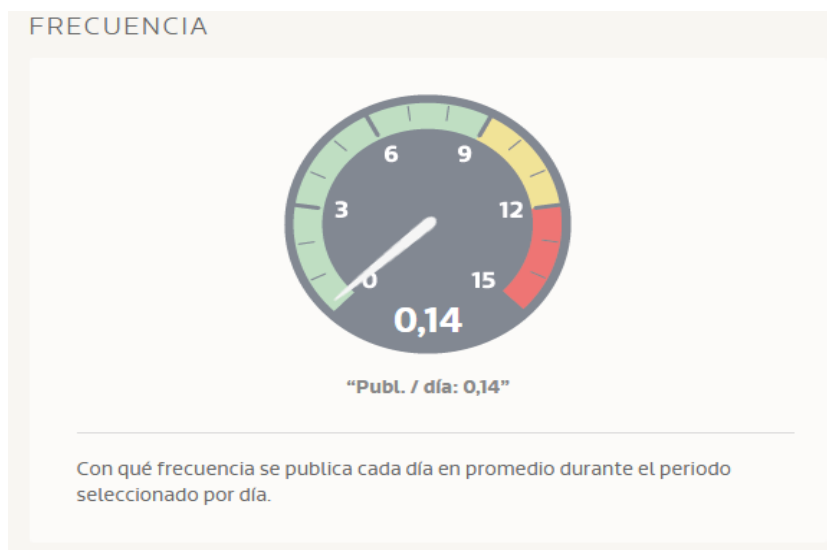 FRECUENCIA
6
9
3
12
0
15
0,14
“Publ. / día: 0,14”
Con qué frecuencia se publica cada día en promedio durante el periodo
seleccionado por día.